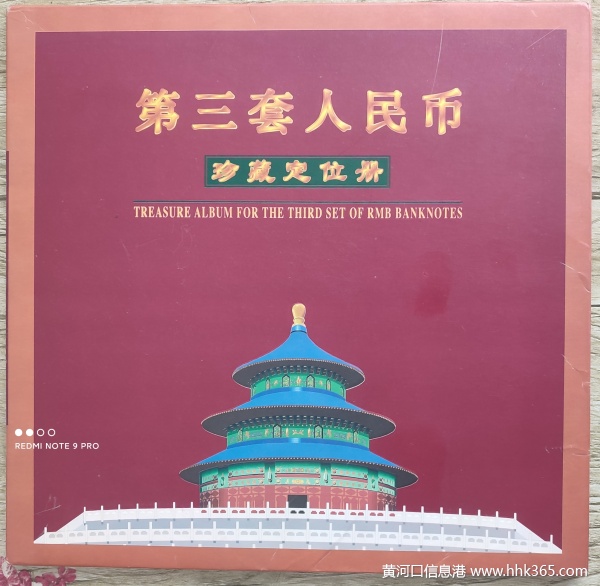 第三套人民币
珍藏定位册
TREASURE ALBUM FOR THE THIRD SET OF RMB BANKNOTES
REDMI NOTE 9 PRO
黄河口信息港 www.hhk365.com